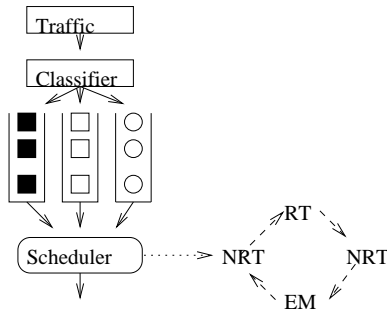 Traffic
Classifier
RT
Scheduler
NRT
NRT
EM